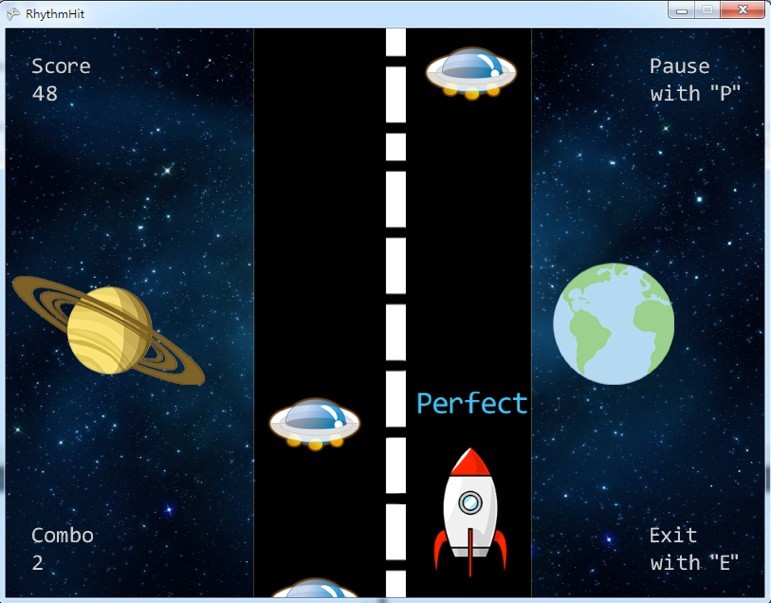 RhythmHit
Score
48
Pause
with "P"
Perfect
Combo
2
Exit
with "E"